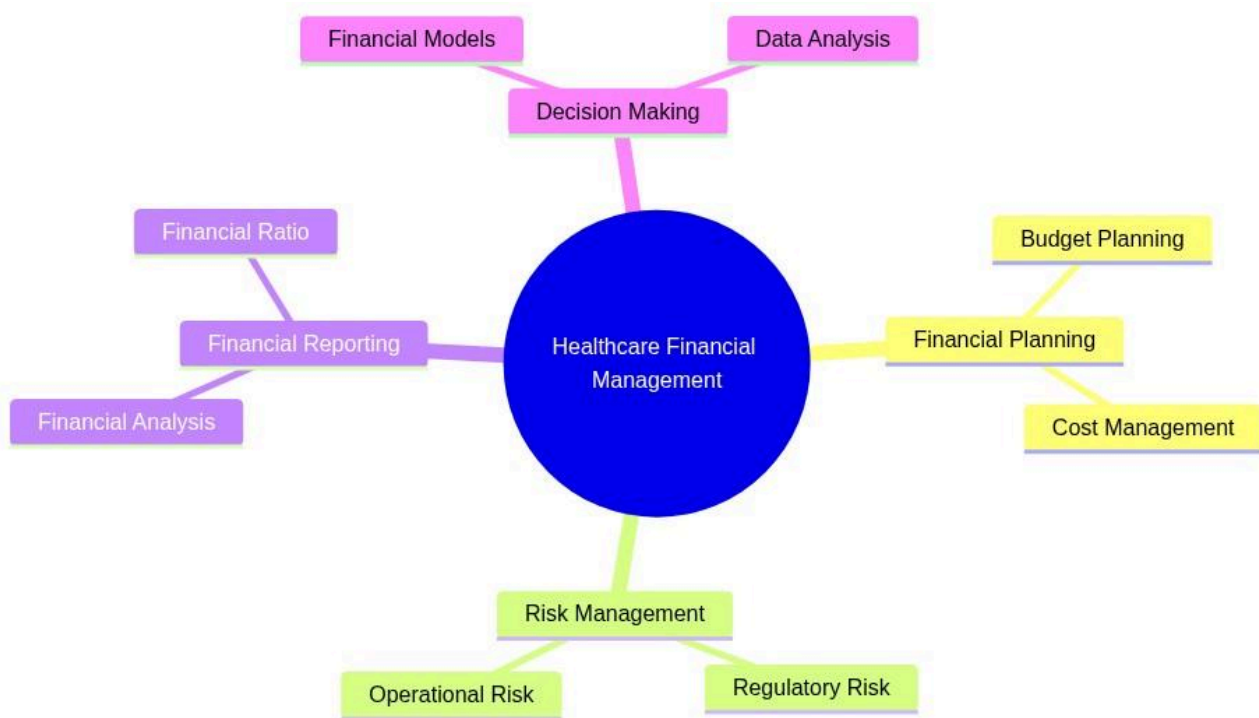 Financial Models
Data Analysis
Decision Making
Financial Ratio
Budget Planning
Financial Reporting
Healthcare Financial
Management
Financial Planning
Financial Analysis
Cost Management
Risk Management
Operational Risk
Regulatory Risk